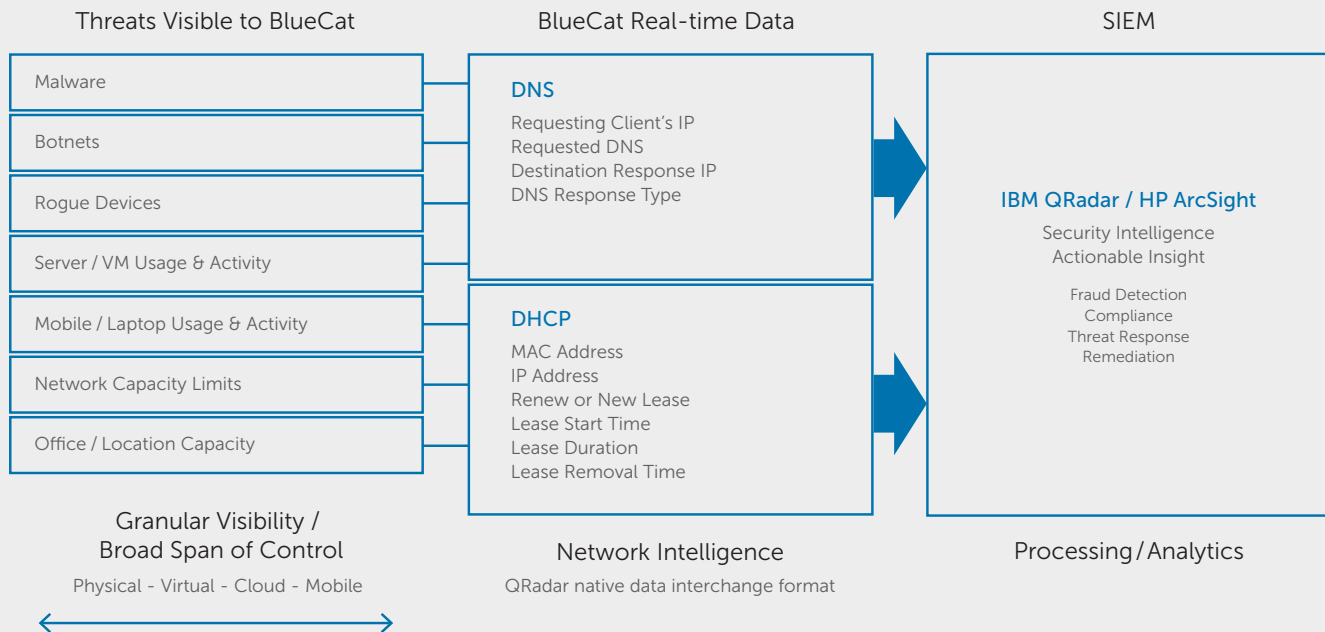 Threats Visible to BlueCat
Malware
Botnets
Rogue Devices
Server / VM Usage & Activity
Mobile / Laptop Usage & Activity
Network Capacity Limits
Office / Location Capacity
Granular Visibility /
Broad Span of Control
Physical - Virtual - Cloud - Mobile
BlueCat Real-time Data
DNS
Requesting Client's IP
Requested DNS
Destination Response IP
DNS Response Type
DHCP
MAC Address
IP Address
Renew or New Lease
Lease Start Time
Lease Duration
Lease Removal Time
Network Intelligence
QRadar native data interchange format
SIEM
IBM QRadar / HP ArcSight
Security Intelligence
Actionable Insight
Fraud Detection
Compliance
Threat Response
Remediation
Processing / Analytics